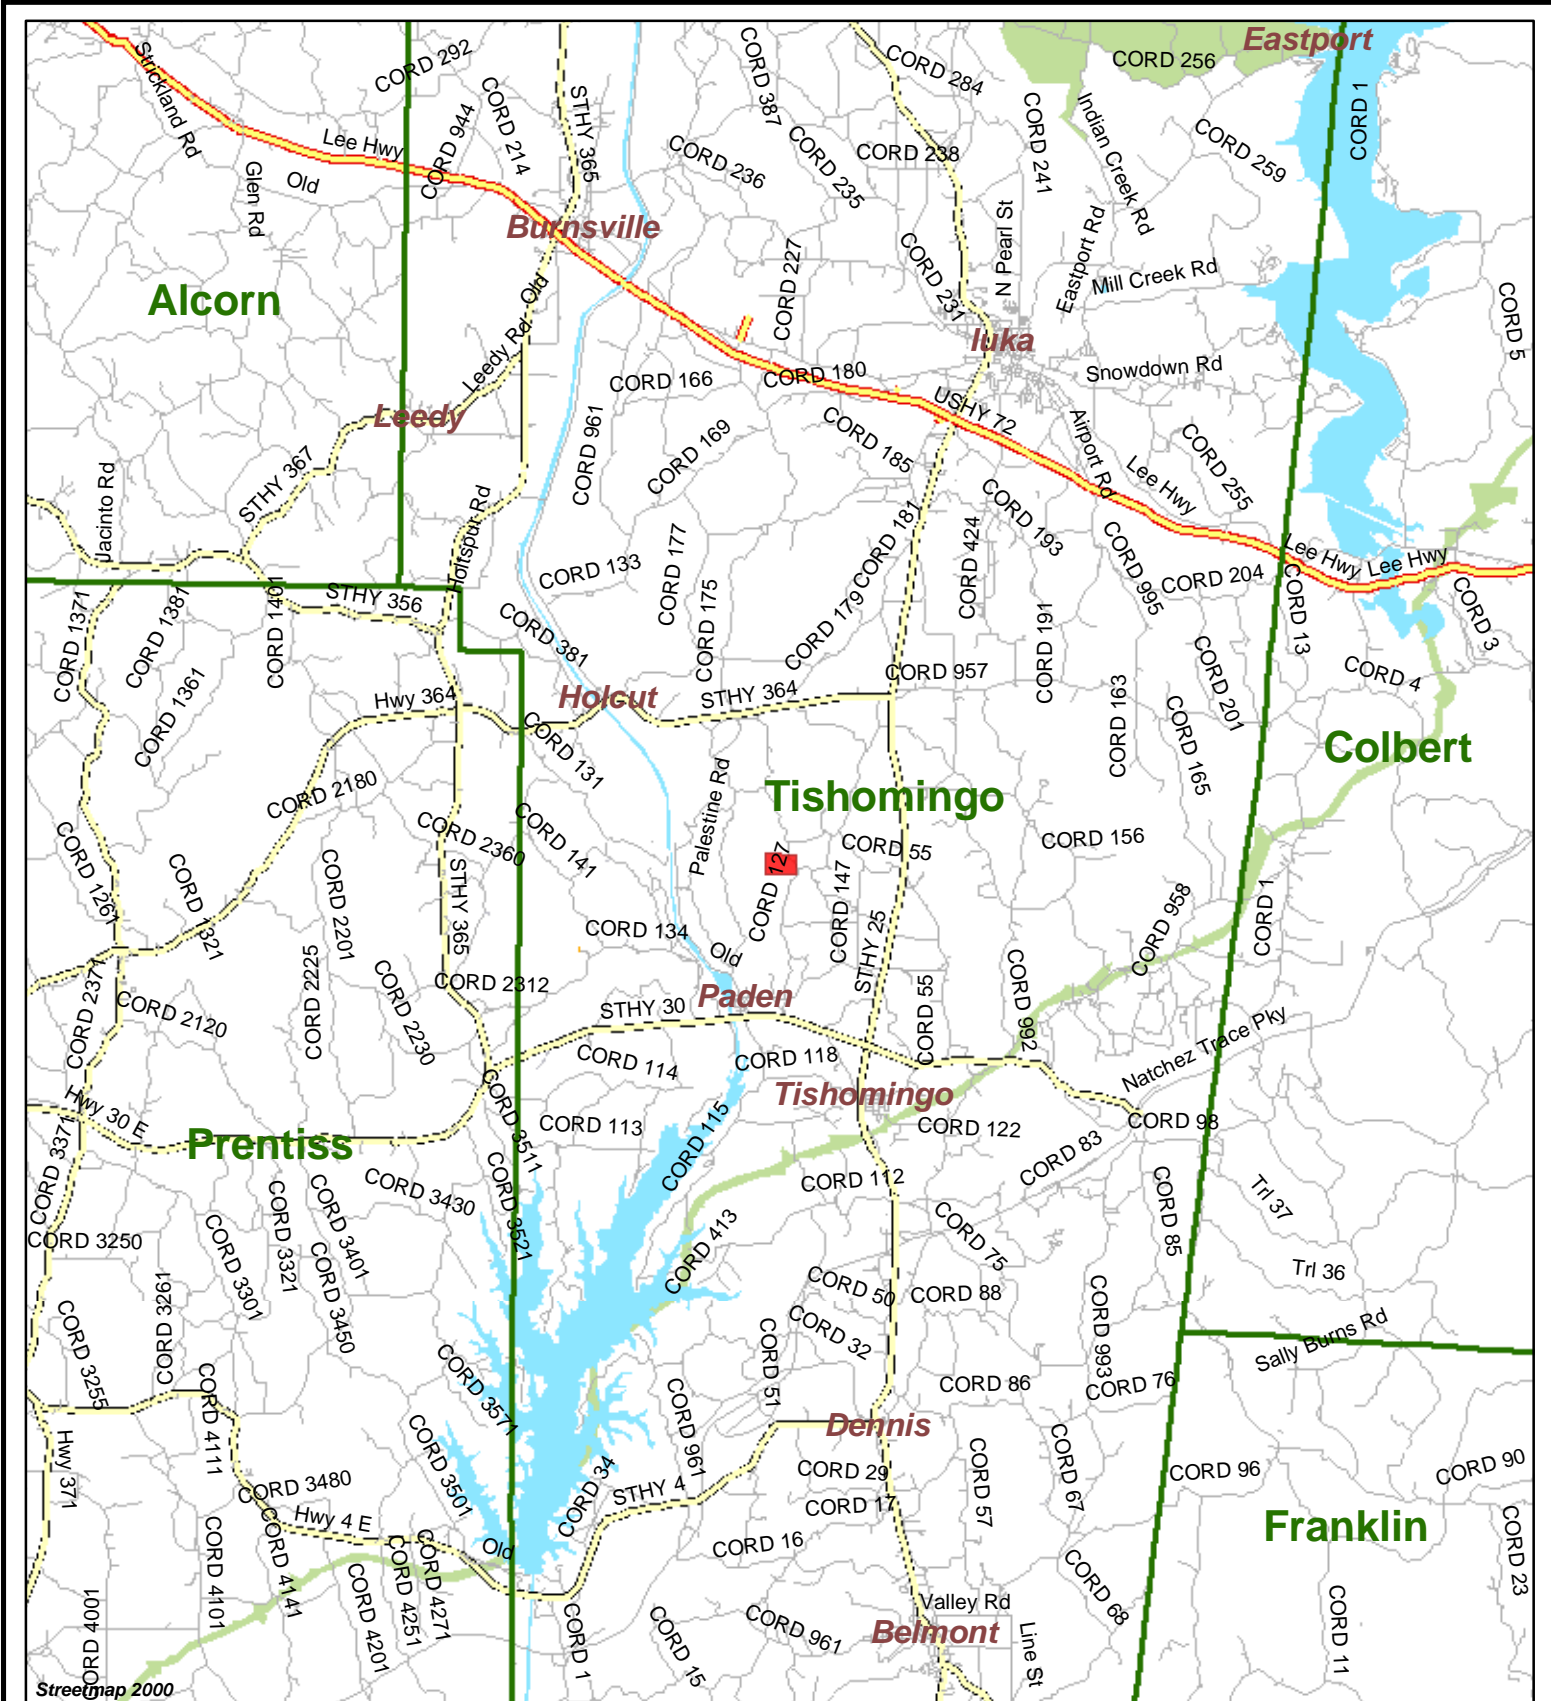 Eastport
CORD 292
CORD 387
CORD 284
CORD 256
Strickland Rd
CORD 944
CORD 214
STHY 365
CORD 1
Lee Hwy
CORD 236
CORD 235
CORD 238
CORD 241
Indian Creek Rd
CORD 259
Glen Rd
Old
Burnsville
CORD 227
CORD 231
N Pearl St
Eastport Rd
Mill Creek Rd
Alcorn
Leedy Rd
Old
Iuka
CORD 5
CORD 166
CORD 180
Snowdown Rd
Leedy
USHY 72
CORD 961
CORD 169
CORD 185
Airport Rd
Lee Hwy
CORD 255
STHY 367
Jacinto Rd
Holtspur Rd
CORD 177
CORD 181
CORD 424
CORD 193
CORD 133
CORD 995
CORD 204
Lee Hwy
Lee Hwy
CORD 1371
CORD 1381
CORD 1401
STHY 356
CORD 381
CORD 175
CORD 179
CORD 191
CORD 13
CORD 3
CORD 1361
Hwy 364
Holcut
STHY 364
CORD 957
CORD 163
CORD 201
CORD 4
CORD 131
CORD 165
Colbert
CORD 2180
Palestine Rd
Tishomingo
CORD 1261
CORD 1321
CORD 2360
CORD 141
CORD 127
CORD 55
CORD 156
CORD 147
CORD 2201
STHY 365
CORD 134
Old
STHY 25
CORD 958
CORD 1
CORD 2371
CORD 2225
CORD 2230
CORD 2312
Paden
CORD 55
CORD 992
CORD 2120
STHY 30
Natchez Trace Pky
CORD 114
CORD 118
Tishomingo
Hwy 30 E
CORD 3371
Prentiss
CORD 3511
CORD 113
CORD 115
CORD 122
CORD 83
CORD 98
CORD 3430
CORD 3521
CORD 112
CORD 85
Trl 37
CORD 3250
CORD 3301
CORD 3321
CORD 3401
CORD 413
CORD 75
CORD 3261
CORD 3450
CORD 50
CORD 88
Trl 36
CORD 3255
CORD 32
CORD 993
Sally Burns Rd
CORD 4111
CORD 3571
CORD 51
CORD 86
CORD 76
Hwy 371
CORD 3501
CORD 961
Dennis
CORD 3480
CORD 34
STHY 4
CORD 29
CORD 57
CORD 67
CORD 96
CORD 90
Hwy 4 E
CORD 17
Franklin
CORD 4101
CORD 4141
Old
CORD 16
CORD 23
CORD 4001
CORD 4201
CORD 4251
CORD 4271
CORD 1
CORD 15
CORD 961
Valley Rd
Belmont
CORD 68
Line St
CORD 11
Streetmap 2000